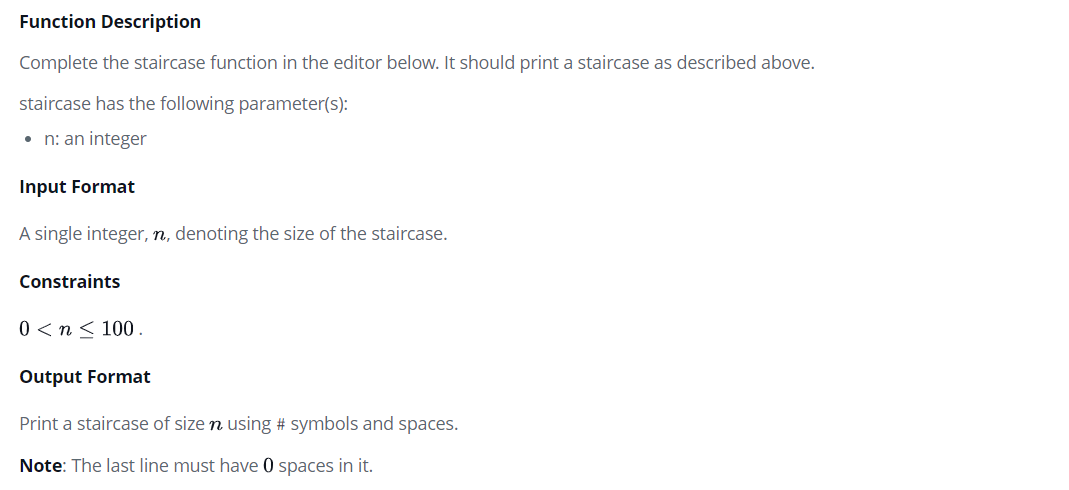 Function Description
Complete the staircase function in the editor below. It should print a staircase as described above.
staircase has the following parameter(s):
• n: an integer
Input Format
A single integer, n, denoting the size of the staircase.
Constraints
0 < n ≤ 100 .
Output Format
Print a staircase of size n using # symbols and spaces.
Note: The last line must have 0 spaces in it.